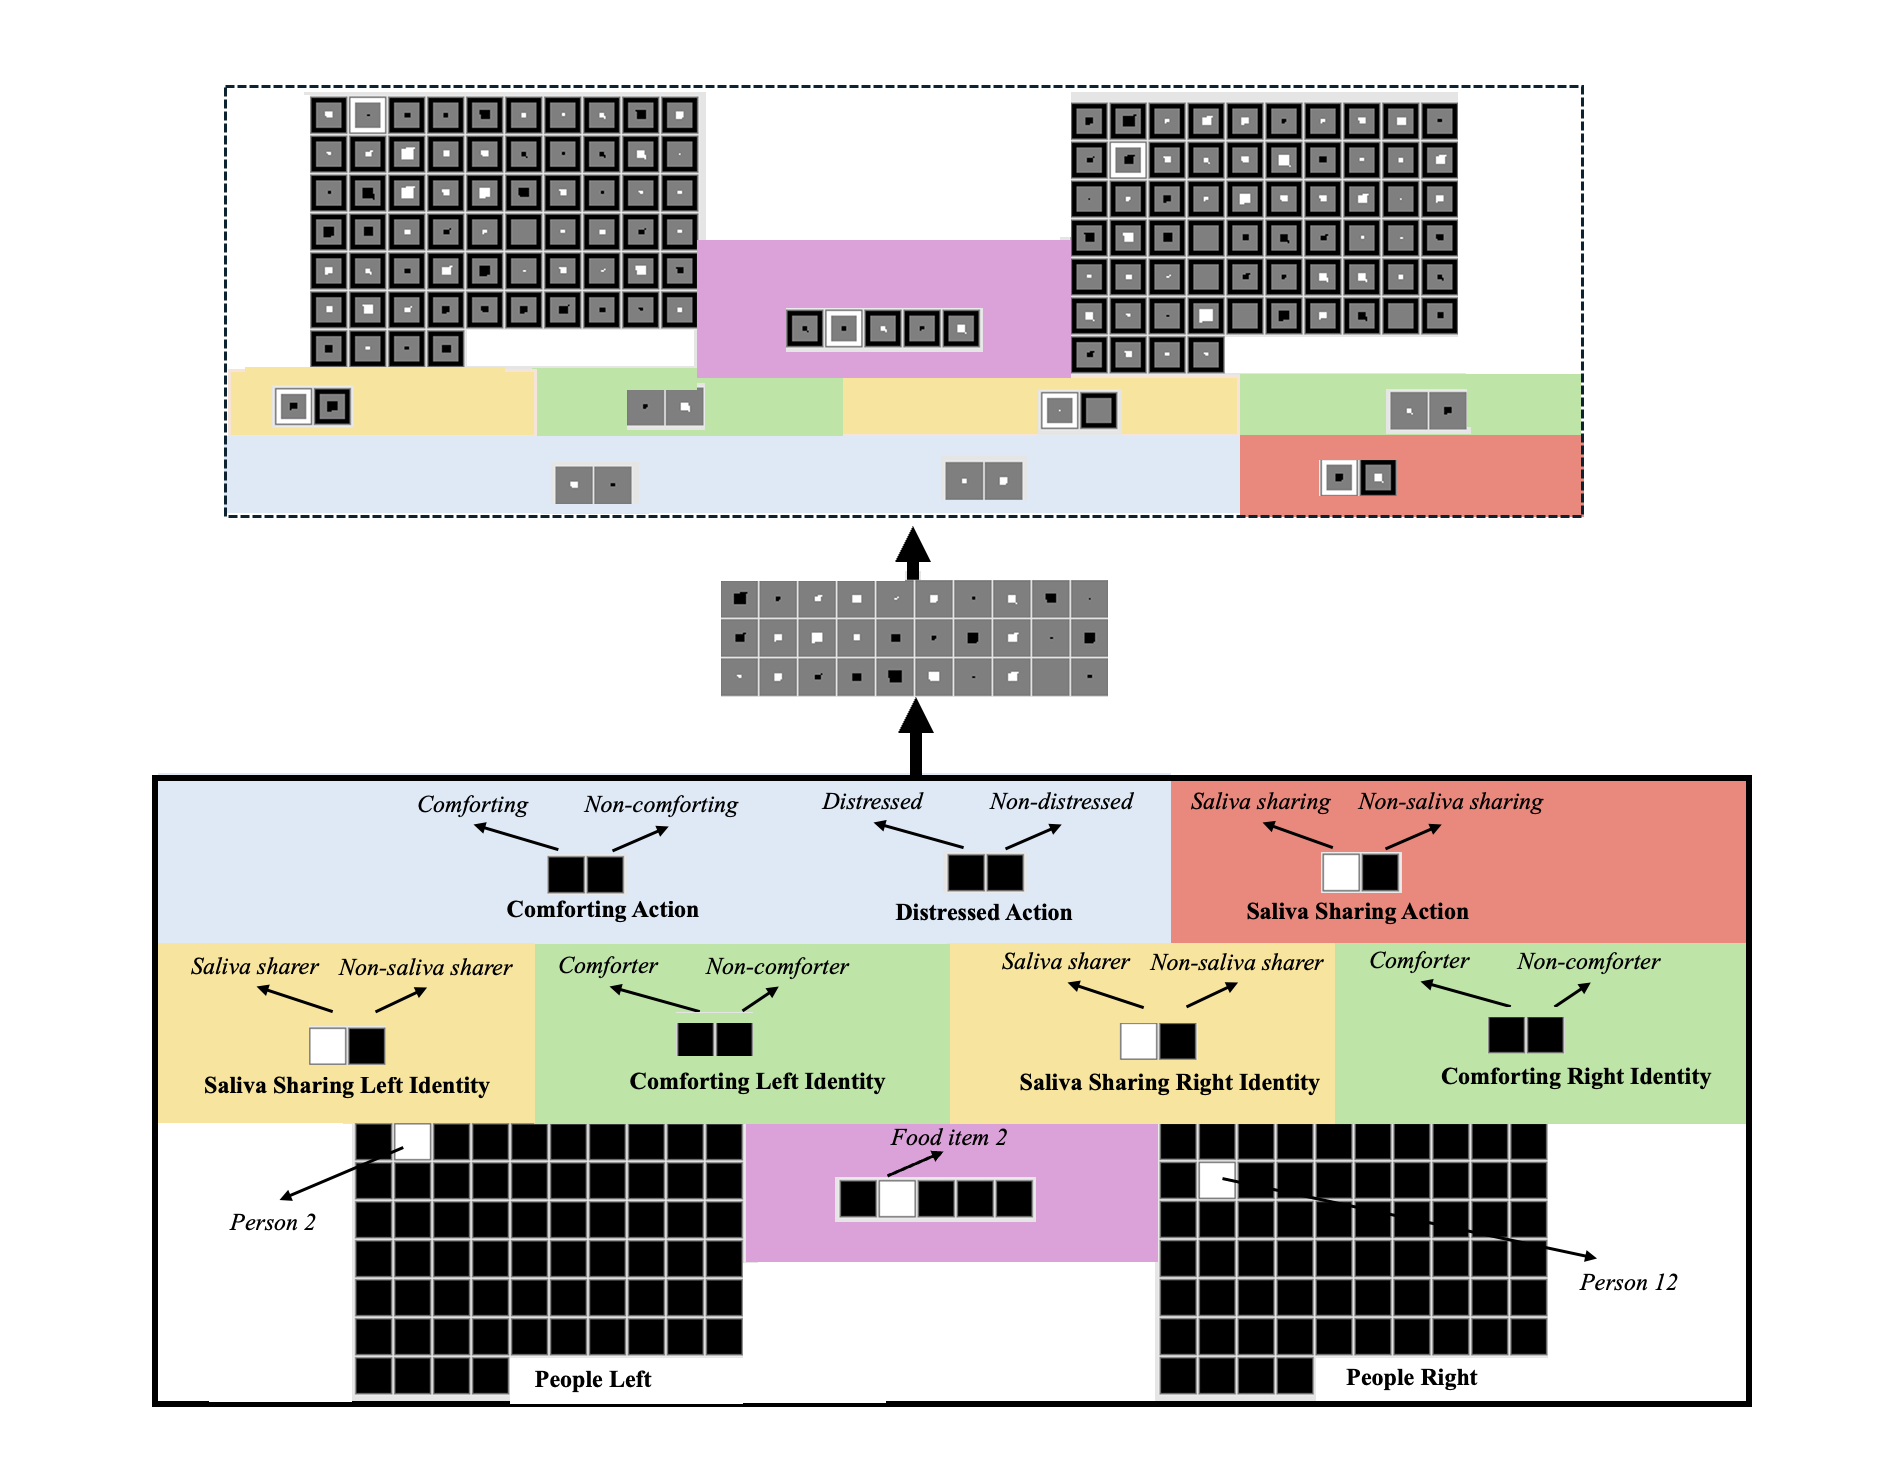 Comforting Non-comforting Distressed Non-distressed Saliva sharing Non-saliva sharing
Comforting Action Distressed Action Saliva Sharing Action
Saliva sharer Non-saliva sharer Comforter Non-comforter Saliva sharer Non-saliva sharer Comforter Non-comforter
Saliva Sharing Left Identity Comforting Left Identity Saliva Sharing Right Identity Comforting Right Identity
Food item 2
Person 2
Person 12
People Left People Right